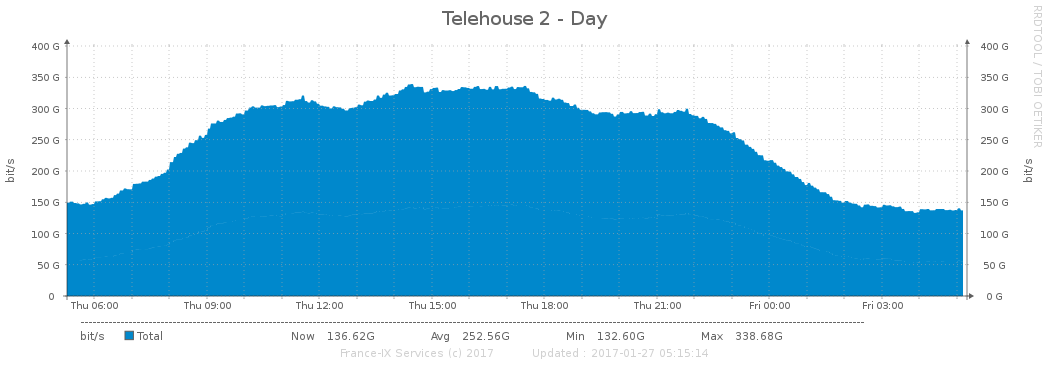 Telehouse 2 - Day
RRDTOOL / TOBI OETIKER
bit/s
400 G
350 G
300 G
250 G
200 G
150 G
100 G
50 G
0
400 G
350 G
300 G
250 G
200 G
150 G
100 G
50 G
0 G
bit/s
Thu 06:00 Thu 09:00 Thu 12:00 Thu 15:00 Thu 18:00 Thu 21:00 Fri 00:00 Fri 03:00
bit/s Total Now 136.62G Avg 252.56G Min 132.60G Max 338.68G
France-IX Services (c) 2017 Updated : 2017-01-27 05:15:14